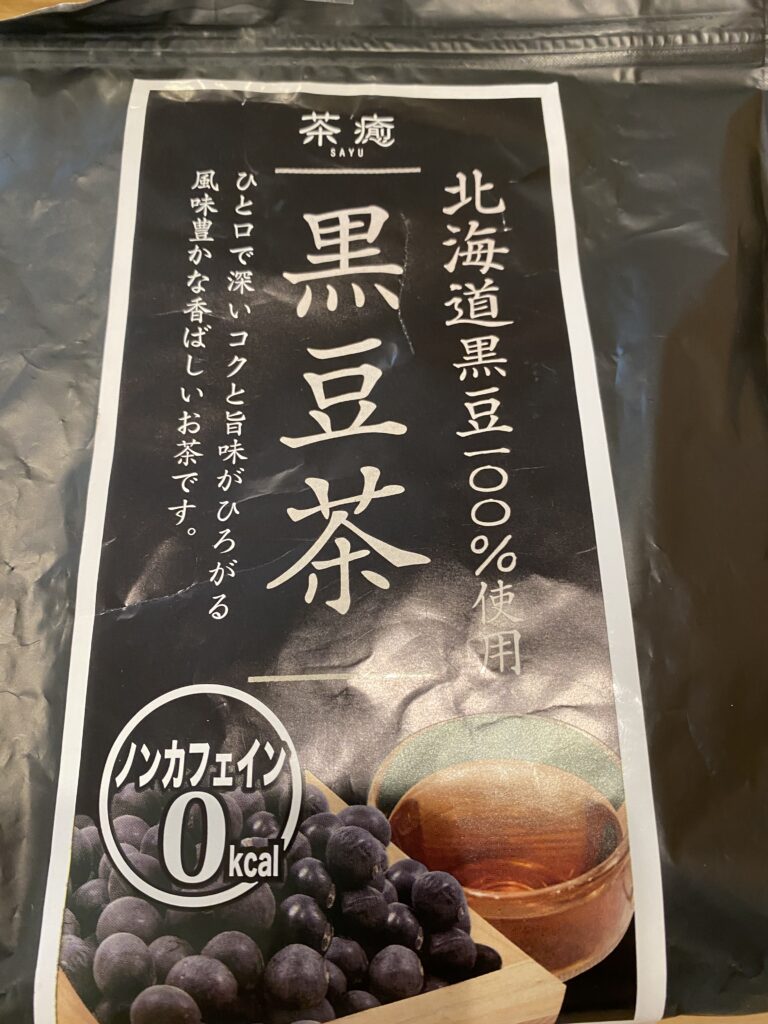 茶癒
SAYU
北海道黒豆一〇〇%使用
黒豆茶
ひと口で深いコクと旨味がひろがる
風味豊かな香ばしいお茶です。
ノンカフェイン
0kcal